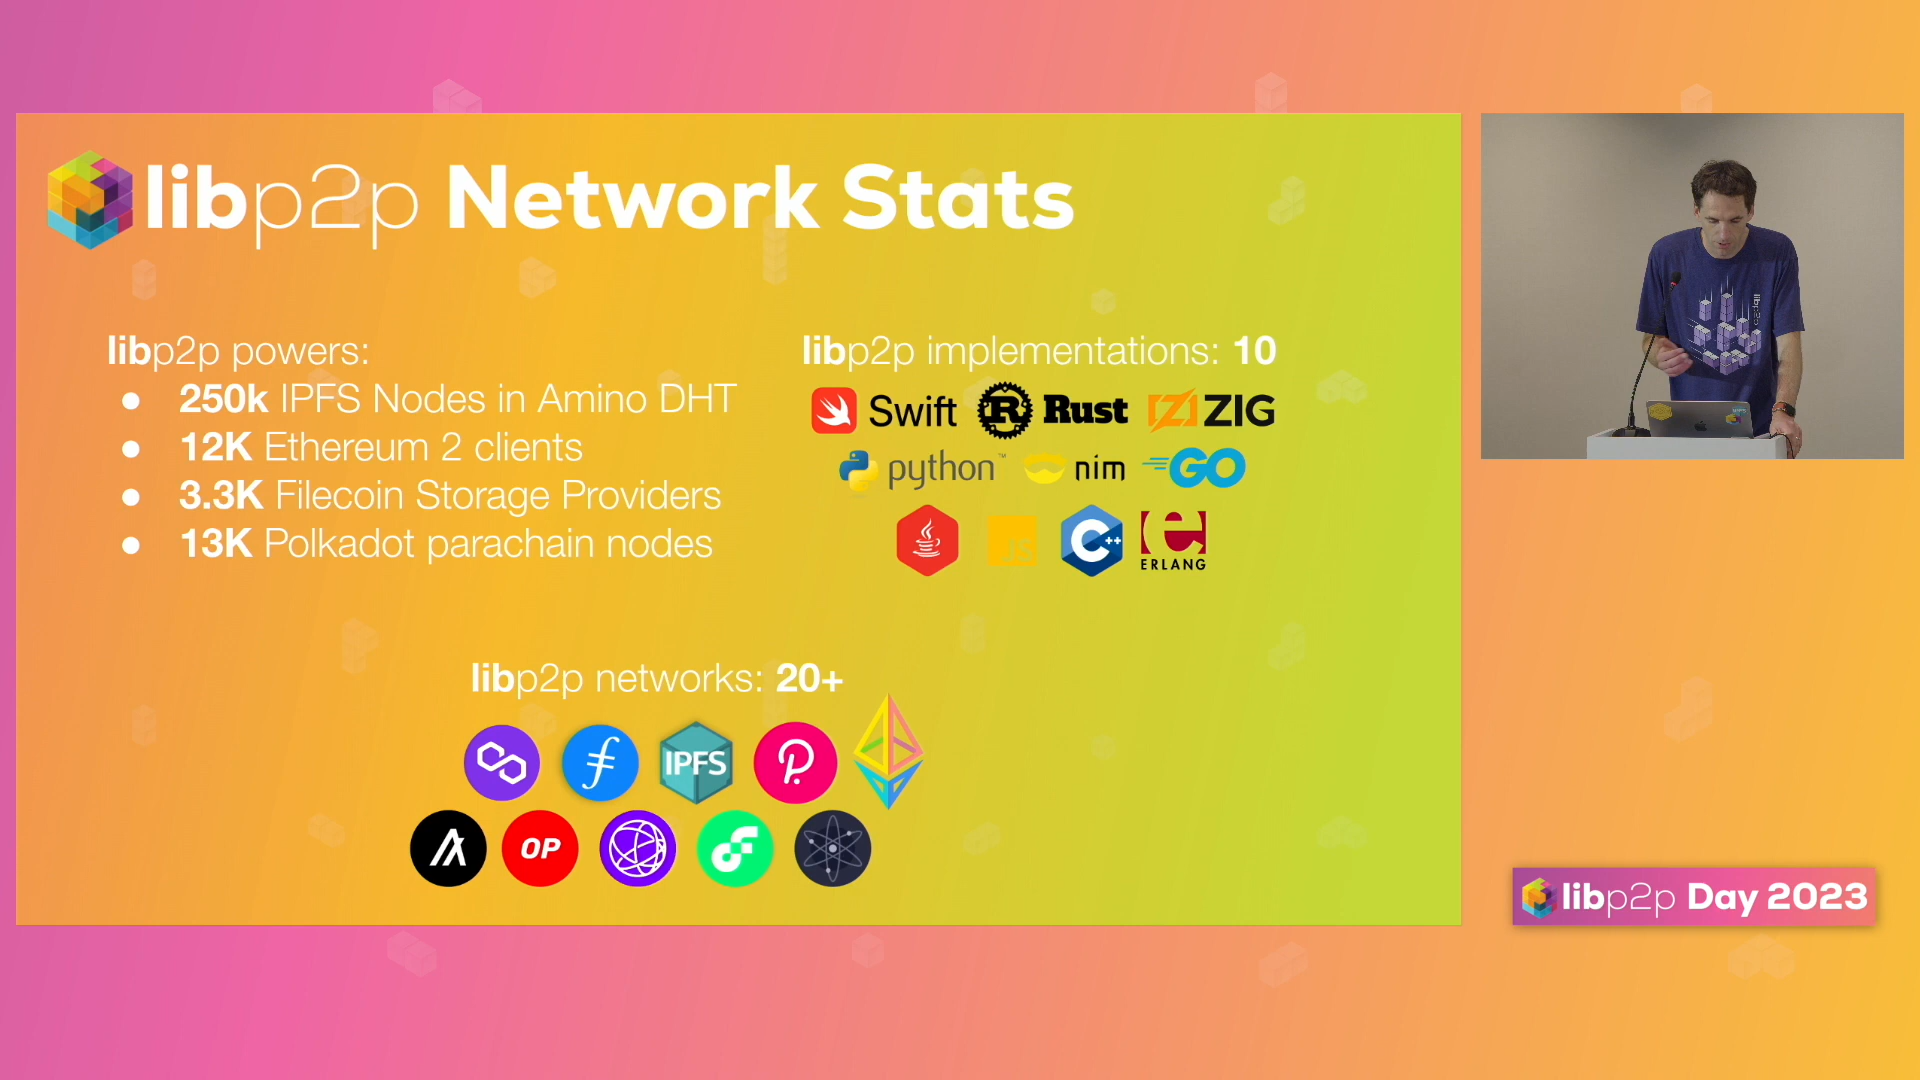 libp2p Network Stats
libp2p powers:
● 250k IPFS Nodes in Amino DHT
● 12K Ethereum 2 clients
● 3.3K Filecoin Storage Providers
● 13K Polkadot parachain nodes
libp2p implementations: 10
Swift R Rust ZIG
python™ nim GO
JS C++ e
ERLANG
libp2p networks: 20+
IPFS
OP
libp2p
libp2p Day 2023